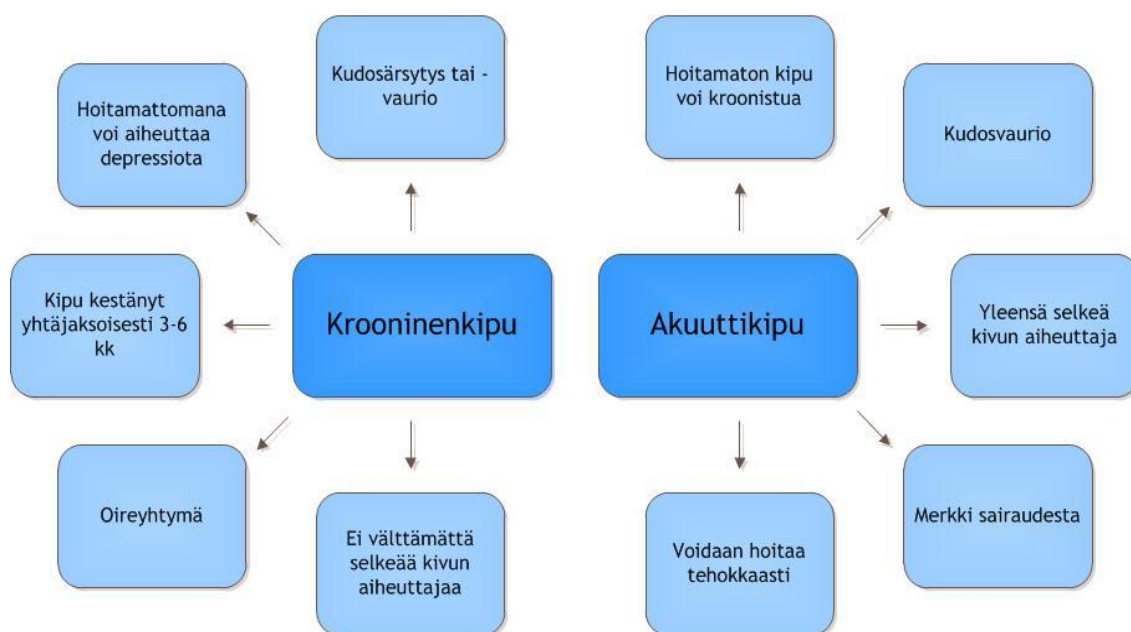 Kudosärsytys tai -
vaurio
Hoitamattomana
voi aiheuttaa
depressiota
Kipu kestänyt
yhtäjaksoisesti 3-6
kk
Krooninenkipu
Oireyhtymä
Ei välttämättä
selkeää kivun
aiheuttajaa
Hoitamaton kipu
voi kroonistua
Kudosvaurio
Akuuttikipu
Yleensä selkeä
kivun aiheuttaja
Merkki sairaudesta
Voidaan hoitaa
tehokkaasti